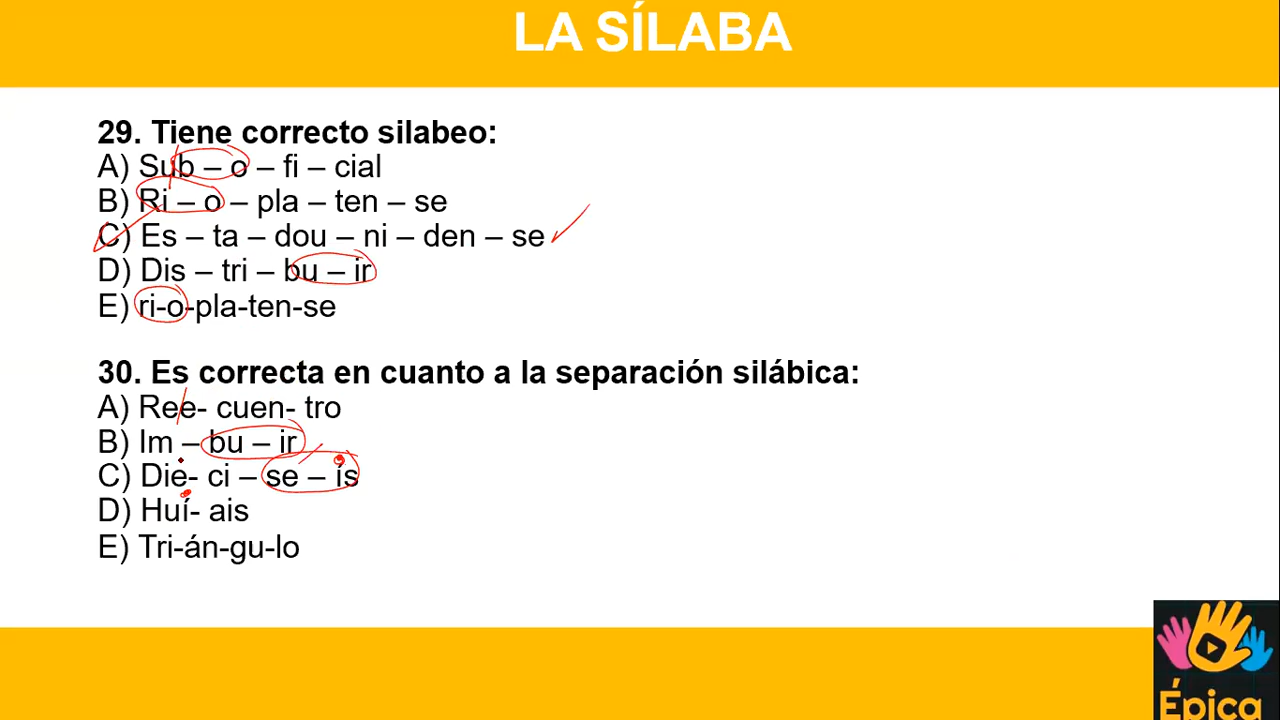 LA SÍLABA
29. Tiene correcto silabeo:
A) Sub – o – fi – cial
B) Ri – o – pla – ten – se
C) Es – ta – dou – ni – den – se
D) Dis – tri – bu – ir
E) ri-o-pla-ten-se
30. Es correcta en cuanto a la separación silábica:
A) Ree- cuen- tro
B) Im – bu – ir
C) Die- ci – se – ís
D) Huí- ais
E) Tri-án-gu-lo
Épica